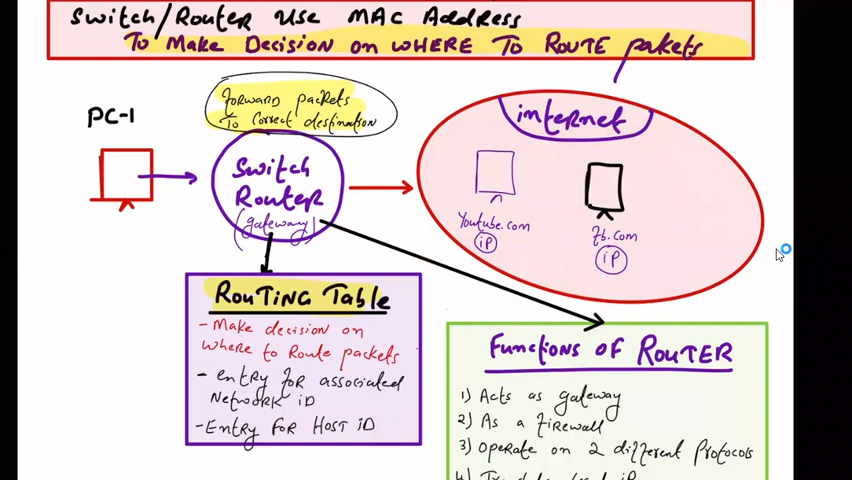 Switch/Router Use MAC Address
To Make Decision on WHERE To ROUTE pakets
PC-1
forward packets
To correct destination
internet
Switch
Router
(gateway)
Youtube.com
iP
fb.com
iP
Routing Table
- Make decision on
where to Route packets
- entry for associated
Network iD
- Entry for Host iD
Functions of Router
1) Acts as gateway
2) As a firewall
3) Operate on 2 different Protocols
4)